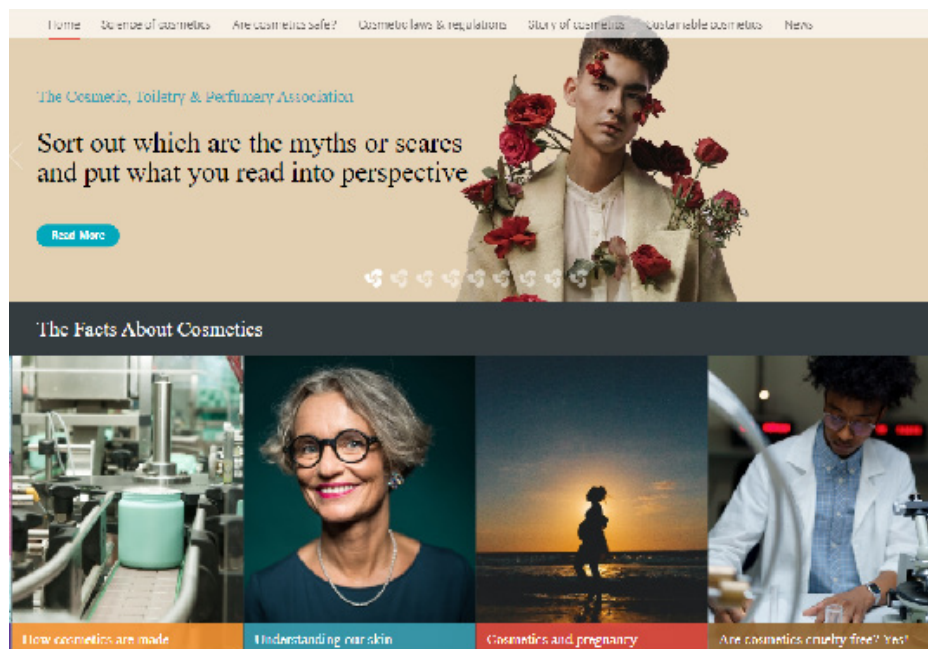 Home Science of cosmetics Are cosmetics safe? Cosmetic laws & regulations Story of cosmetics Sustainable cosmetics News
The Cosmetic, Toiletry & Perfumery Association
Sort out which are the myths or scares
and put what you read into perspective
Read More
The Facts About Cosmetics
How cosmetics are made Understanding our skin Cosmetics and pregnancy Are cosmetics cruelty free? Yes!